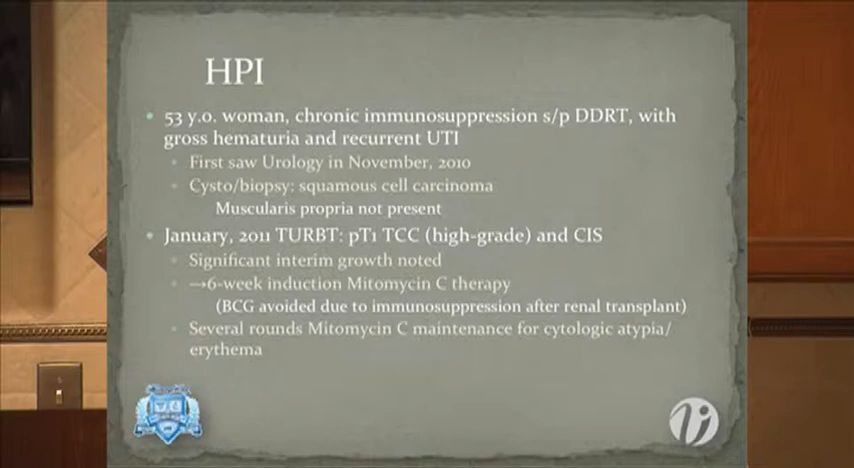 HPI
53 y.o. woman, chronic immunosuppression s/p DDRT, with
gross hematuria and recurrent UTI
First saw Urology in November, 2010
Cysto/biopsy: squamous cell carcinoma
Muscularis propria not present
January, 2011 TURBT: pT1 TCC (high-grade) and CIS
Significant interim growth noted
→6-week induction Mitomycin C therapy
(BCG avoided due to immunosuppression after renal transplant)
Several rounds Mitomycin C maintenance for cytologic atypia/
erythema